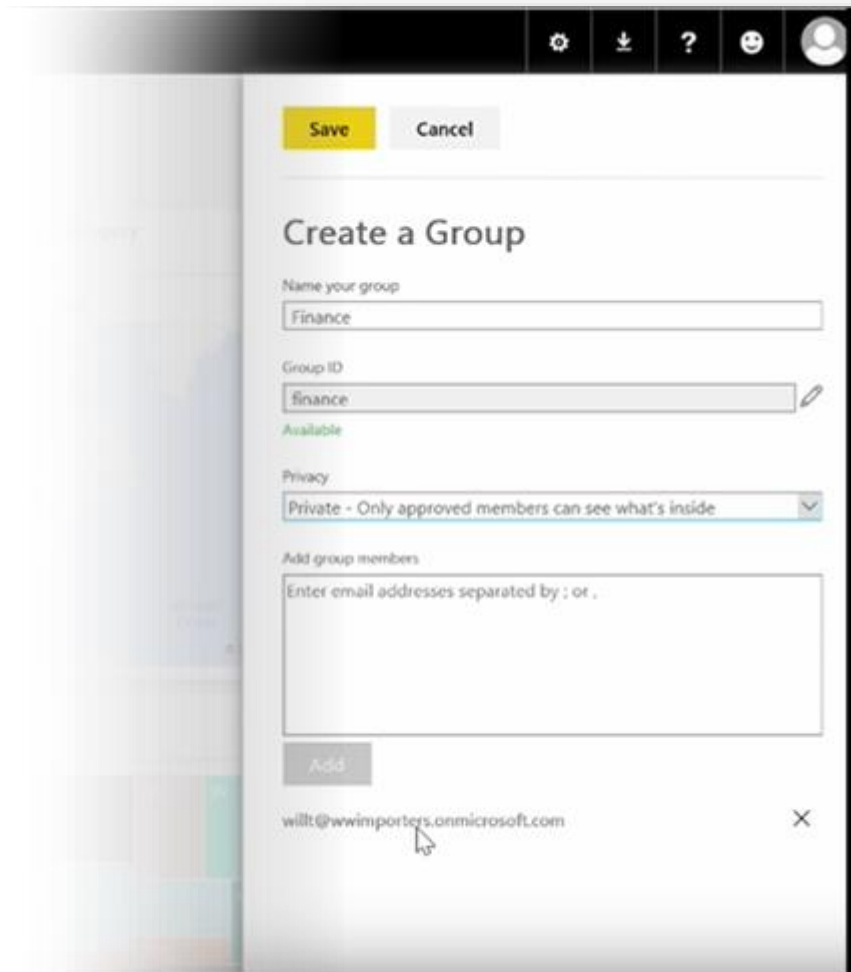 ?
Save
Cancel
Create a Group
Name your group
Finance
Group ID
finance
Available
Privacy
Private - Only approved members can see what's inside
Add group members
Enter email addresses separated by ; or ,
Add
willt@wwimporters.onmicrosoft.com